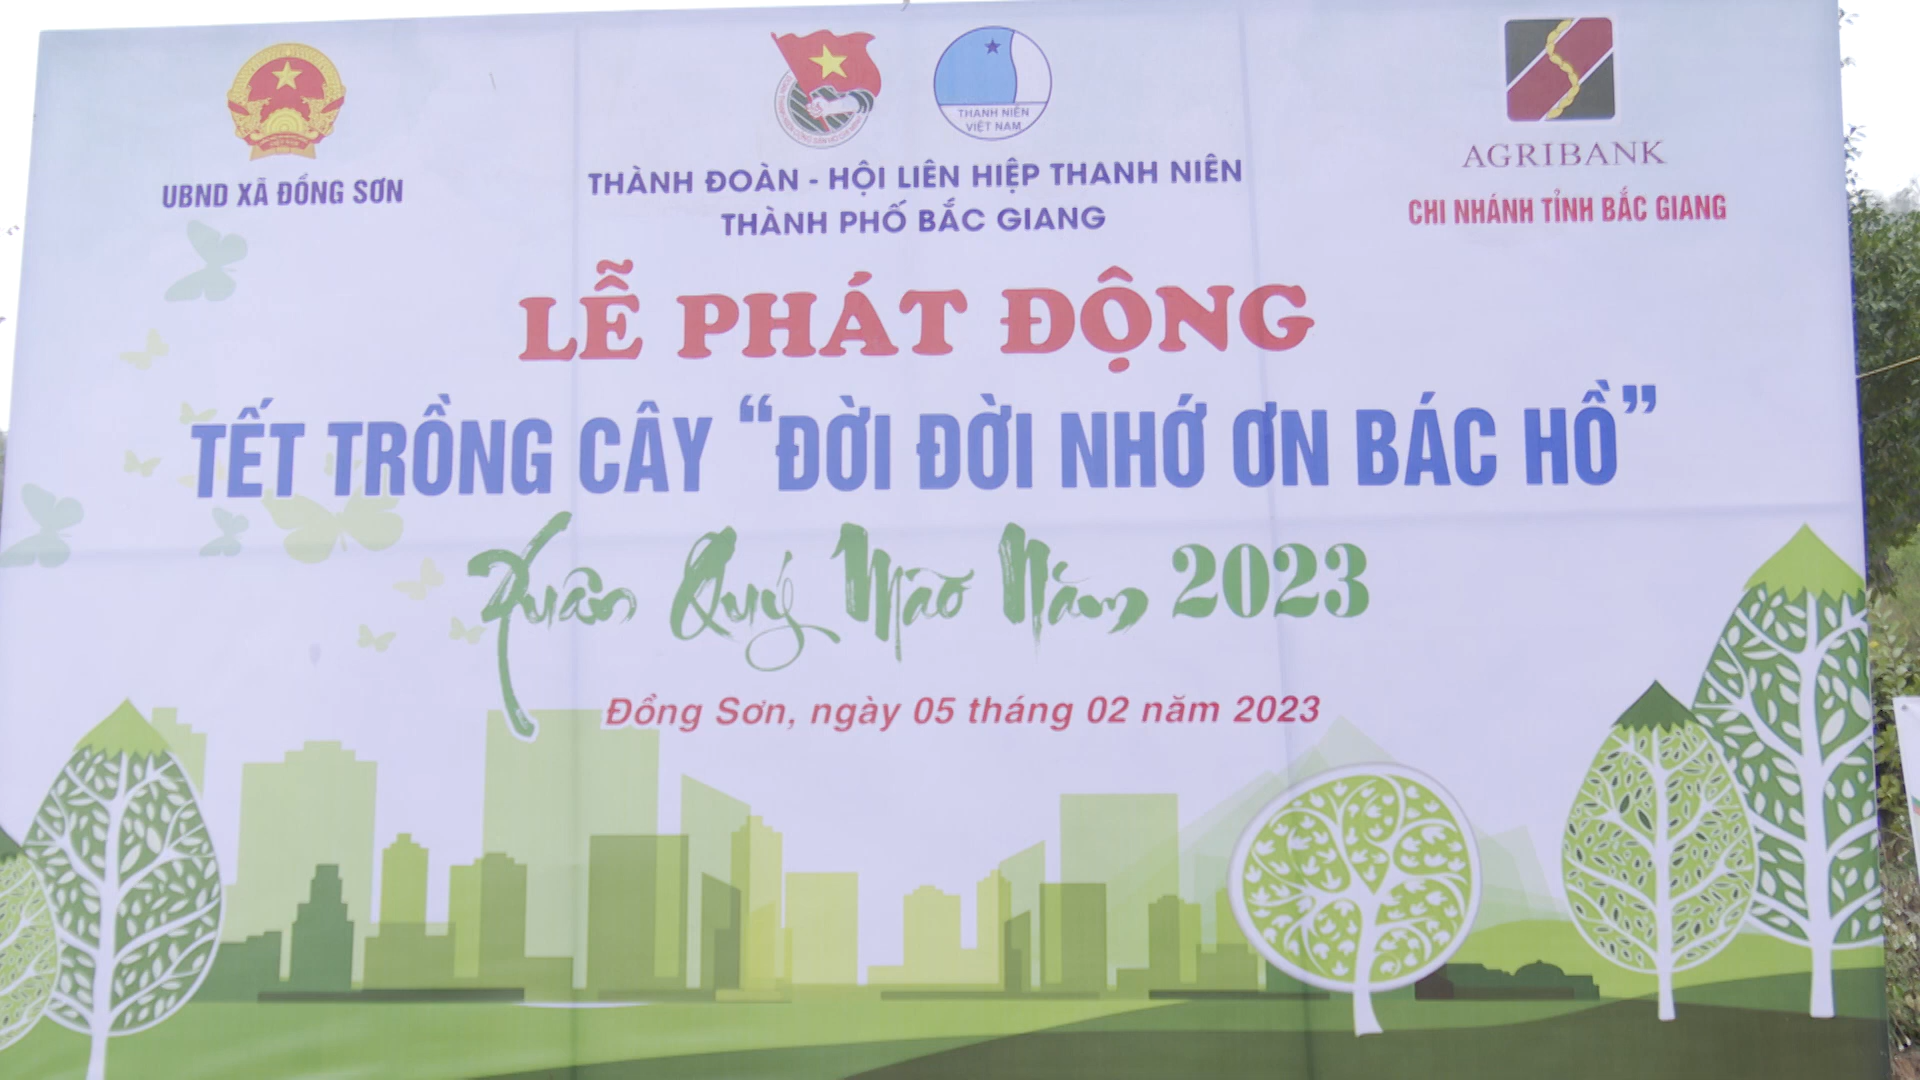 UBND XÃ ĐỒNG SƠN
THANH NIÊN
VIỆT NAM
THÀNH ĐOÀN - HỘI LIÊN HIỆP THANH NIÊN
THÀNH PHỐ BẮC GIANG
AGRIBANK
CHI NHÁNH TỈNH BẮC GIANG
LỄ PHÁT ĐỘNG
TẾT TRỒNG CÂY “ĐỜI ĐỜI NHỚ ƠN BÁC HỒ”
Xuân Quý Mão Năm 2023
Đồng Sơn, ngày 05 tháng 02 năm 2023